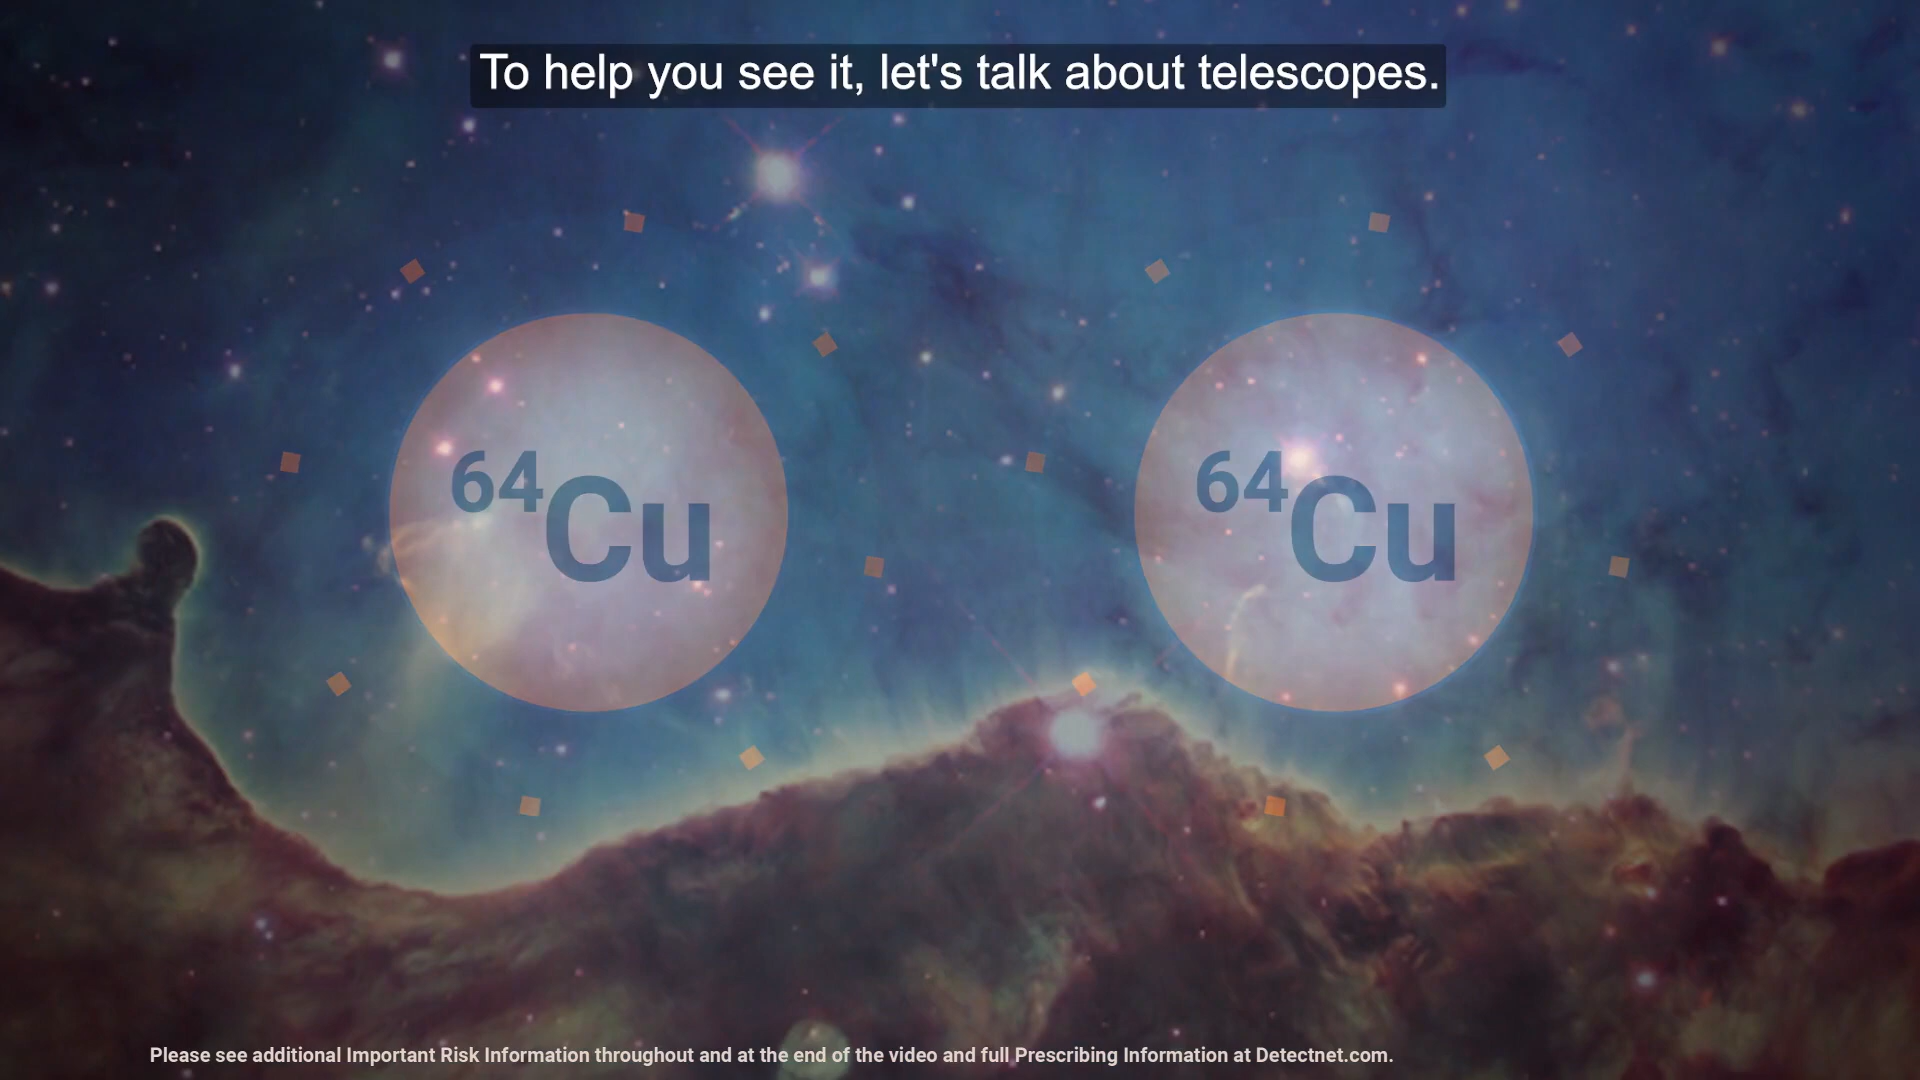 To help you see it, let's talk about telescopes.
64Cu
64Cu
Please see additional Important Risk Information throughout and at the end of the video and full Prescribing Information at Detectnet.com.